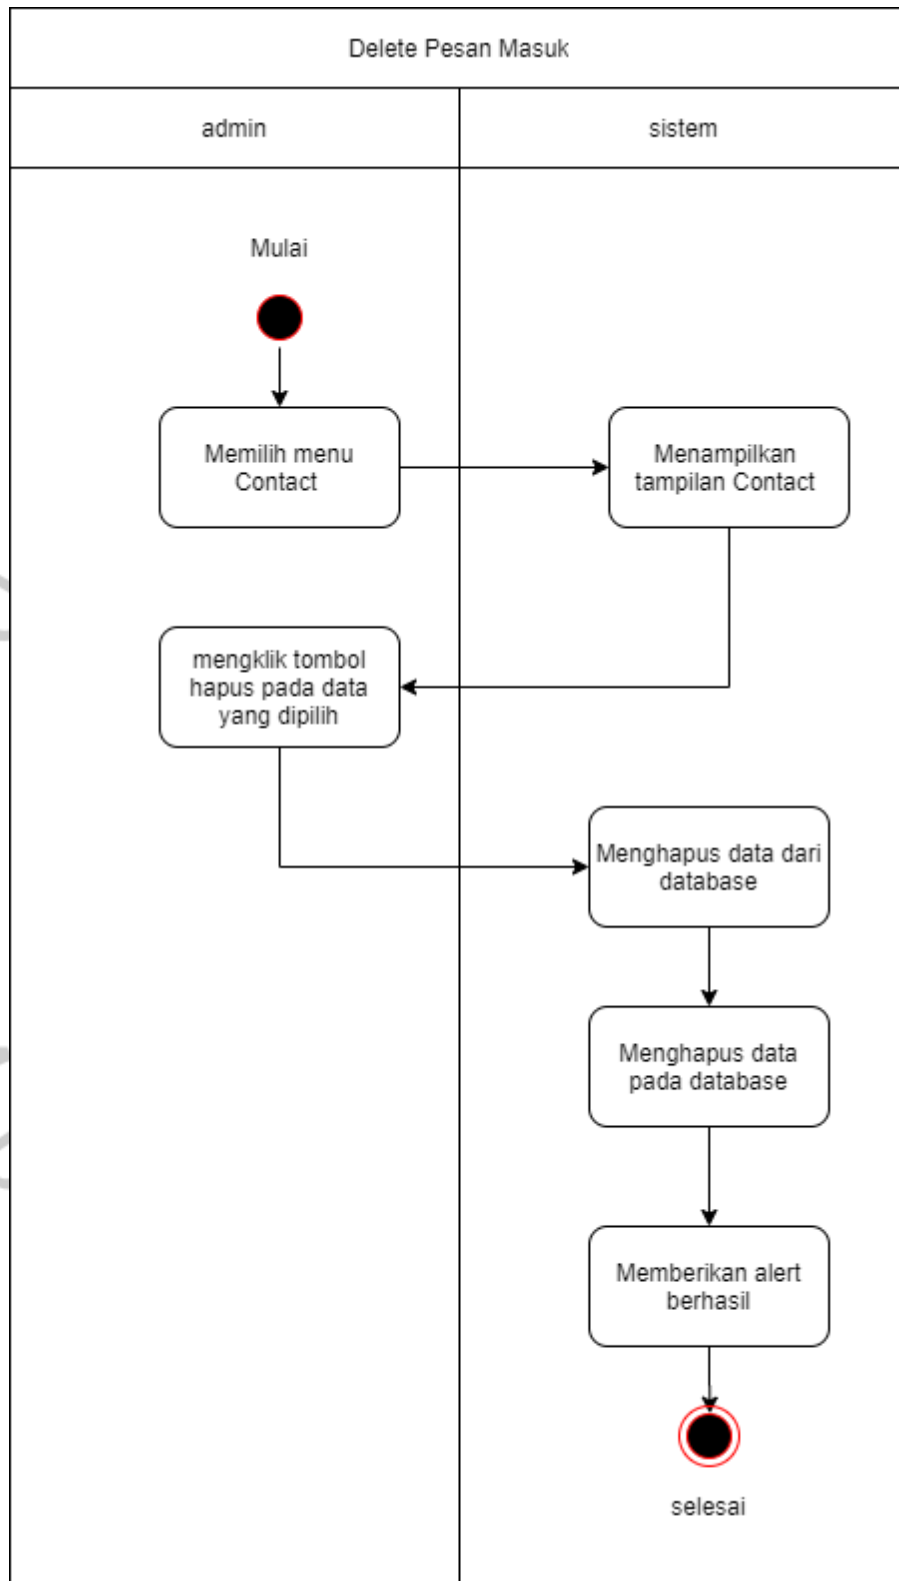 Delete Pesan Masuk
admin
sistem
Mulai
Memilih menu
Contact
Menampilkan
tampilan Contact
mengklik tombol
hapus pada data
yang dipilih
Menghapus data dari
database
Menghapus data
pada database
Memberikan alert
berhasil
selesai